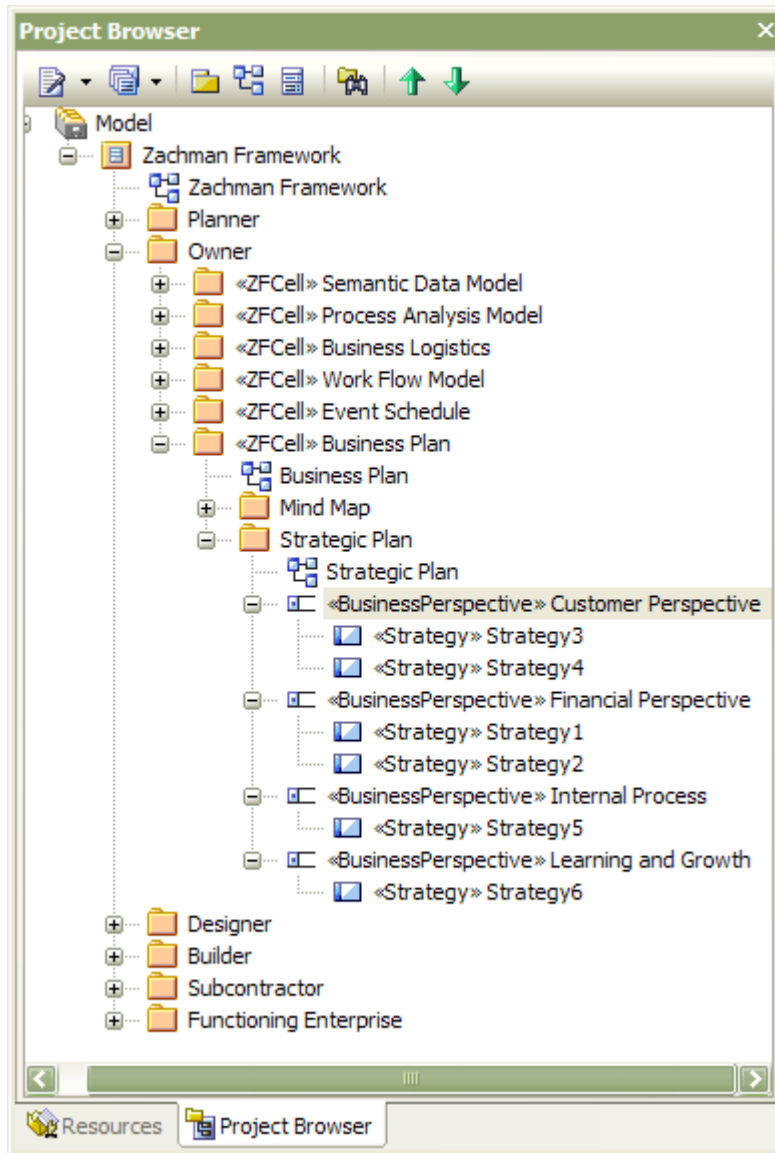 Project Browser
Model
Zachman Framework
Zachman Framework
Planner
Owner
«ZFCell» Semantic Data Model
«ZFCell» Process Analysis Model
«ZFCell» Business Logistics
«ZFCell» Work Flow Model
«ZFCell» Event Schedule
«ZFCell» Business Plan
Business Plan
Mind Map
Strategic Plan
Strategic Plan
«BusinessPerspective» Customer Perspective
«Strategy» Strategy3
«Strategy» Strategy4
«BusinessPerspective» Financial Perspective
«Strategy» Strategy1
«Strategy» Strategy2
«BusinessPerspective» Internal Process
«Strategy» Strategy5
«BusinessPerspective» Learning and Growth
«Strategy» Strategy6
Designer
Builder
Subcontractor
Functioning Enterprise
Resources Project Browser